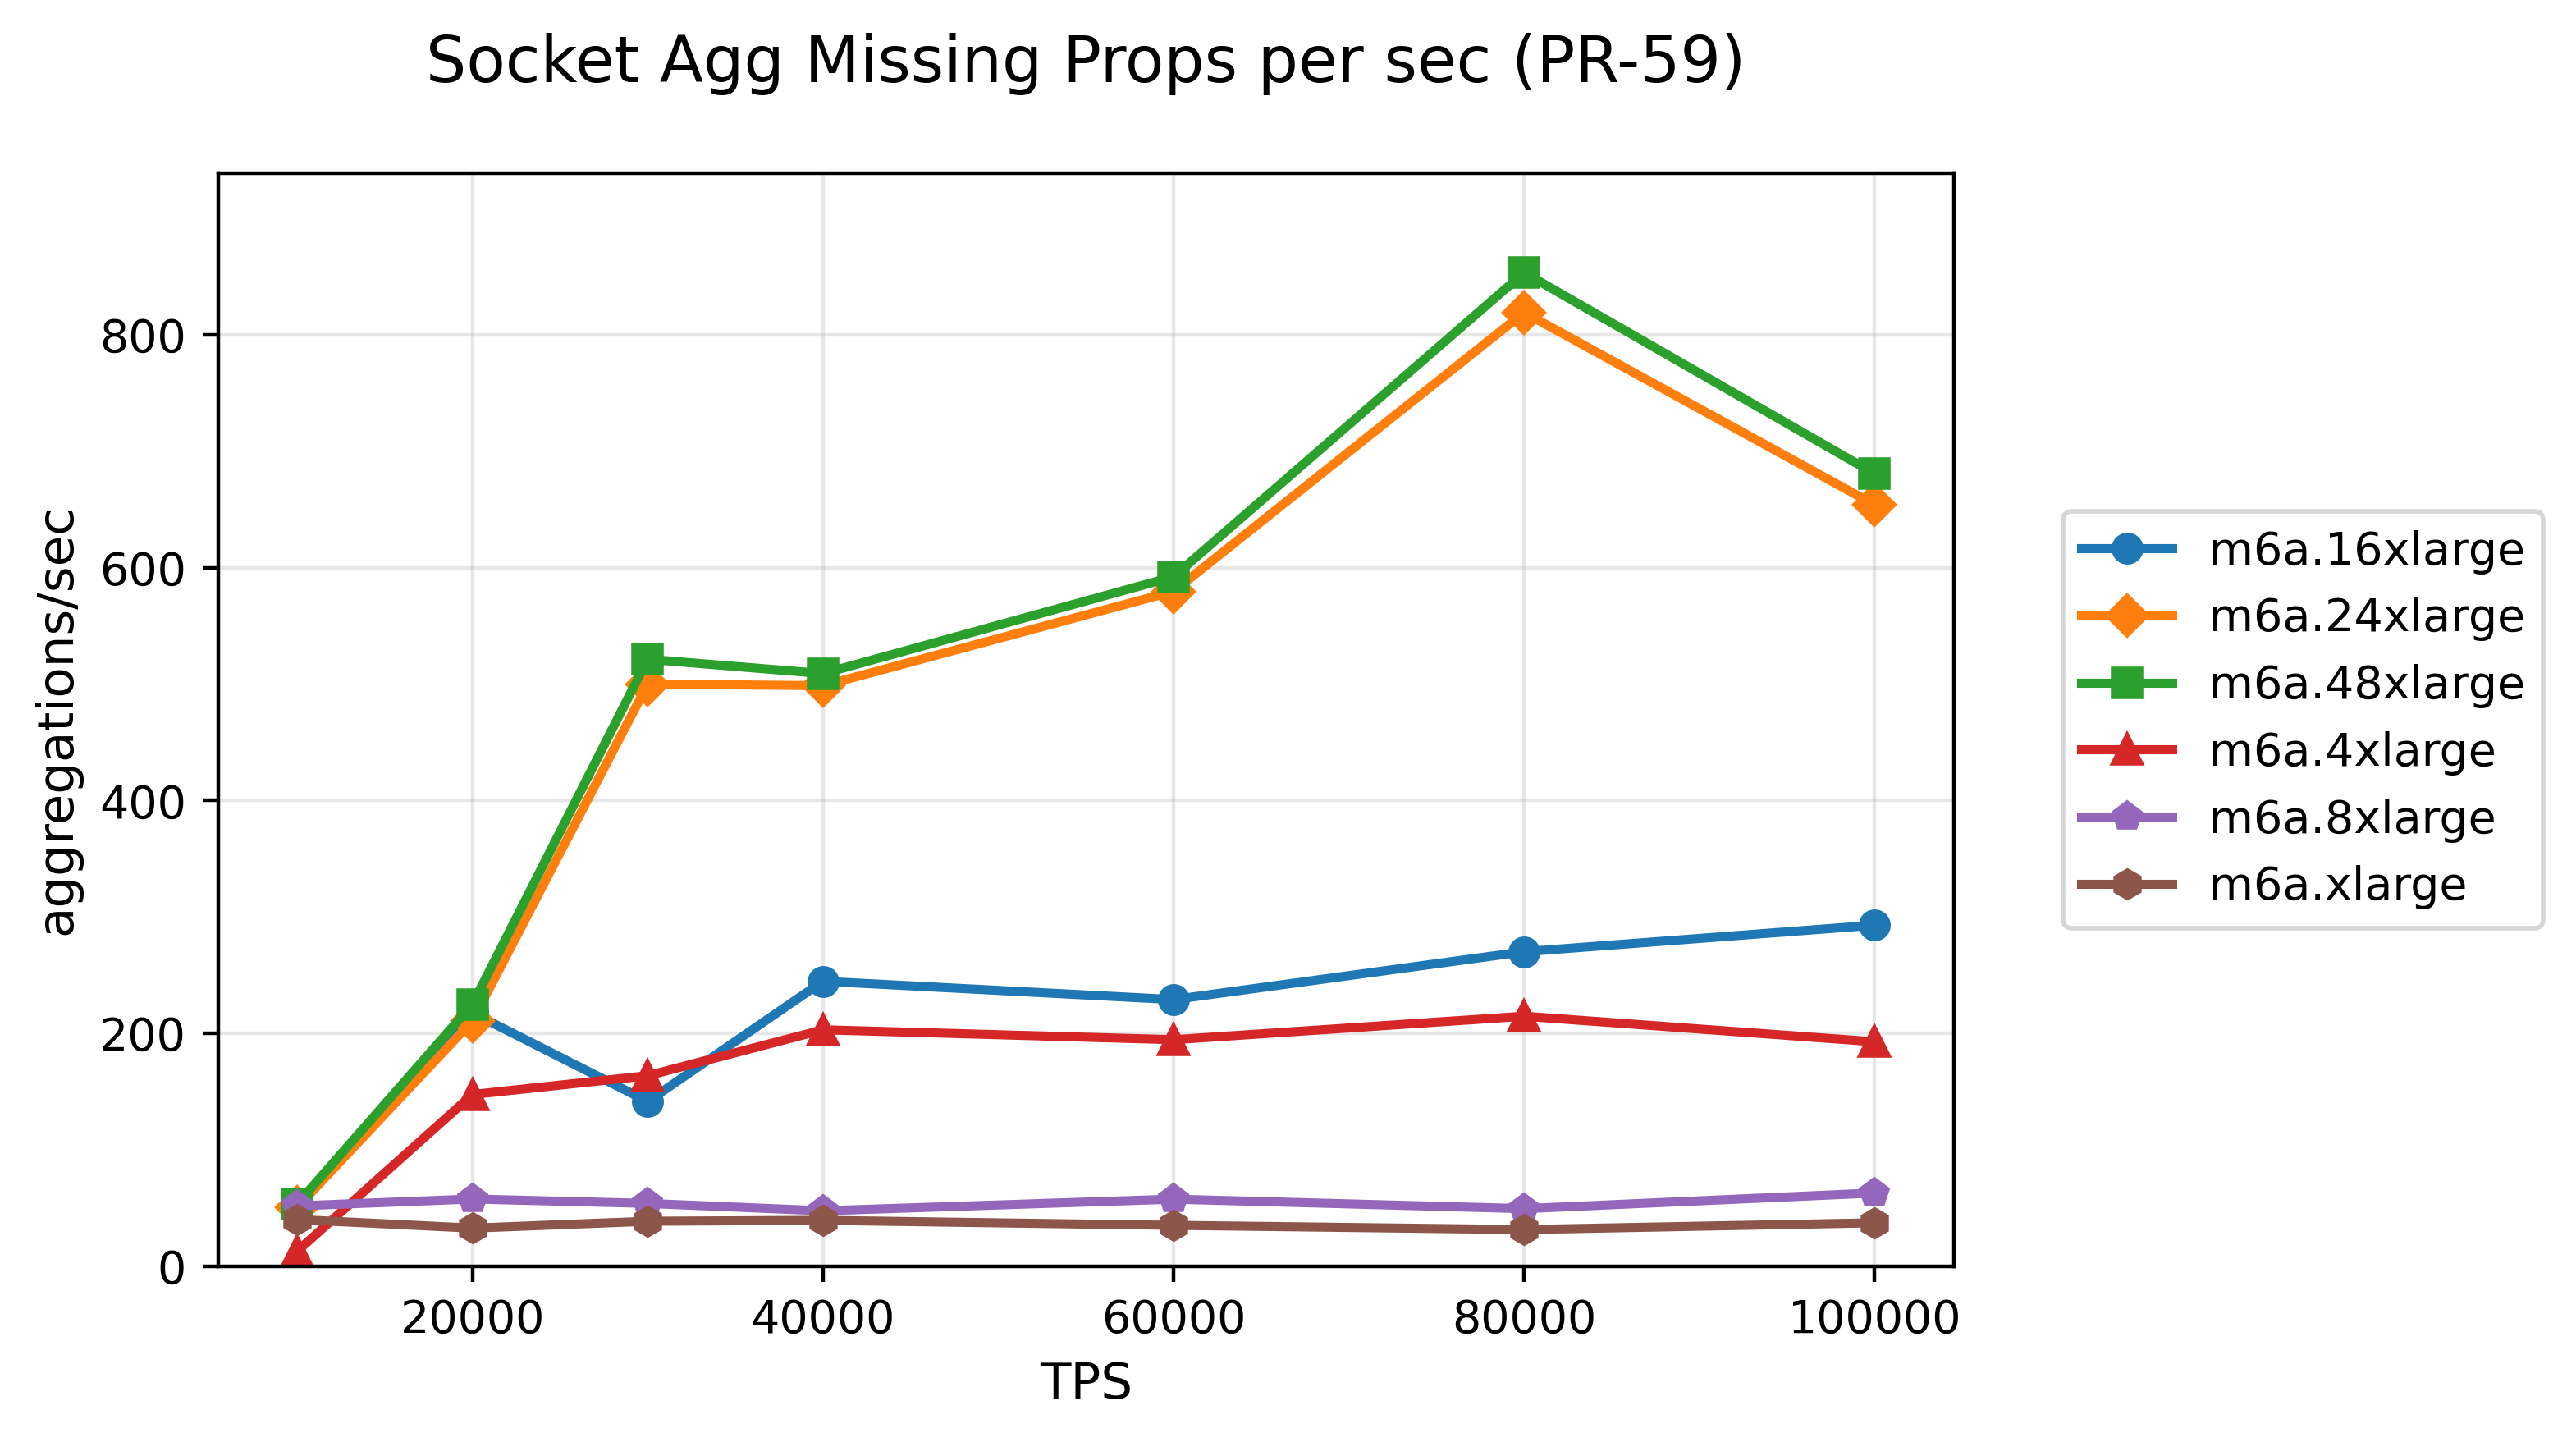 Socket Agg Missing Props per sec (PR-59)
aggregations/sec
800
600
400
200
0
20000 40000 60000 80000 100000
TPS
m6a.16xlarge
m6a.24xlarge
m6a.48xlarge
m6a.4xlarge
m6a.8xlarge
m6a.xlarge